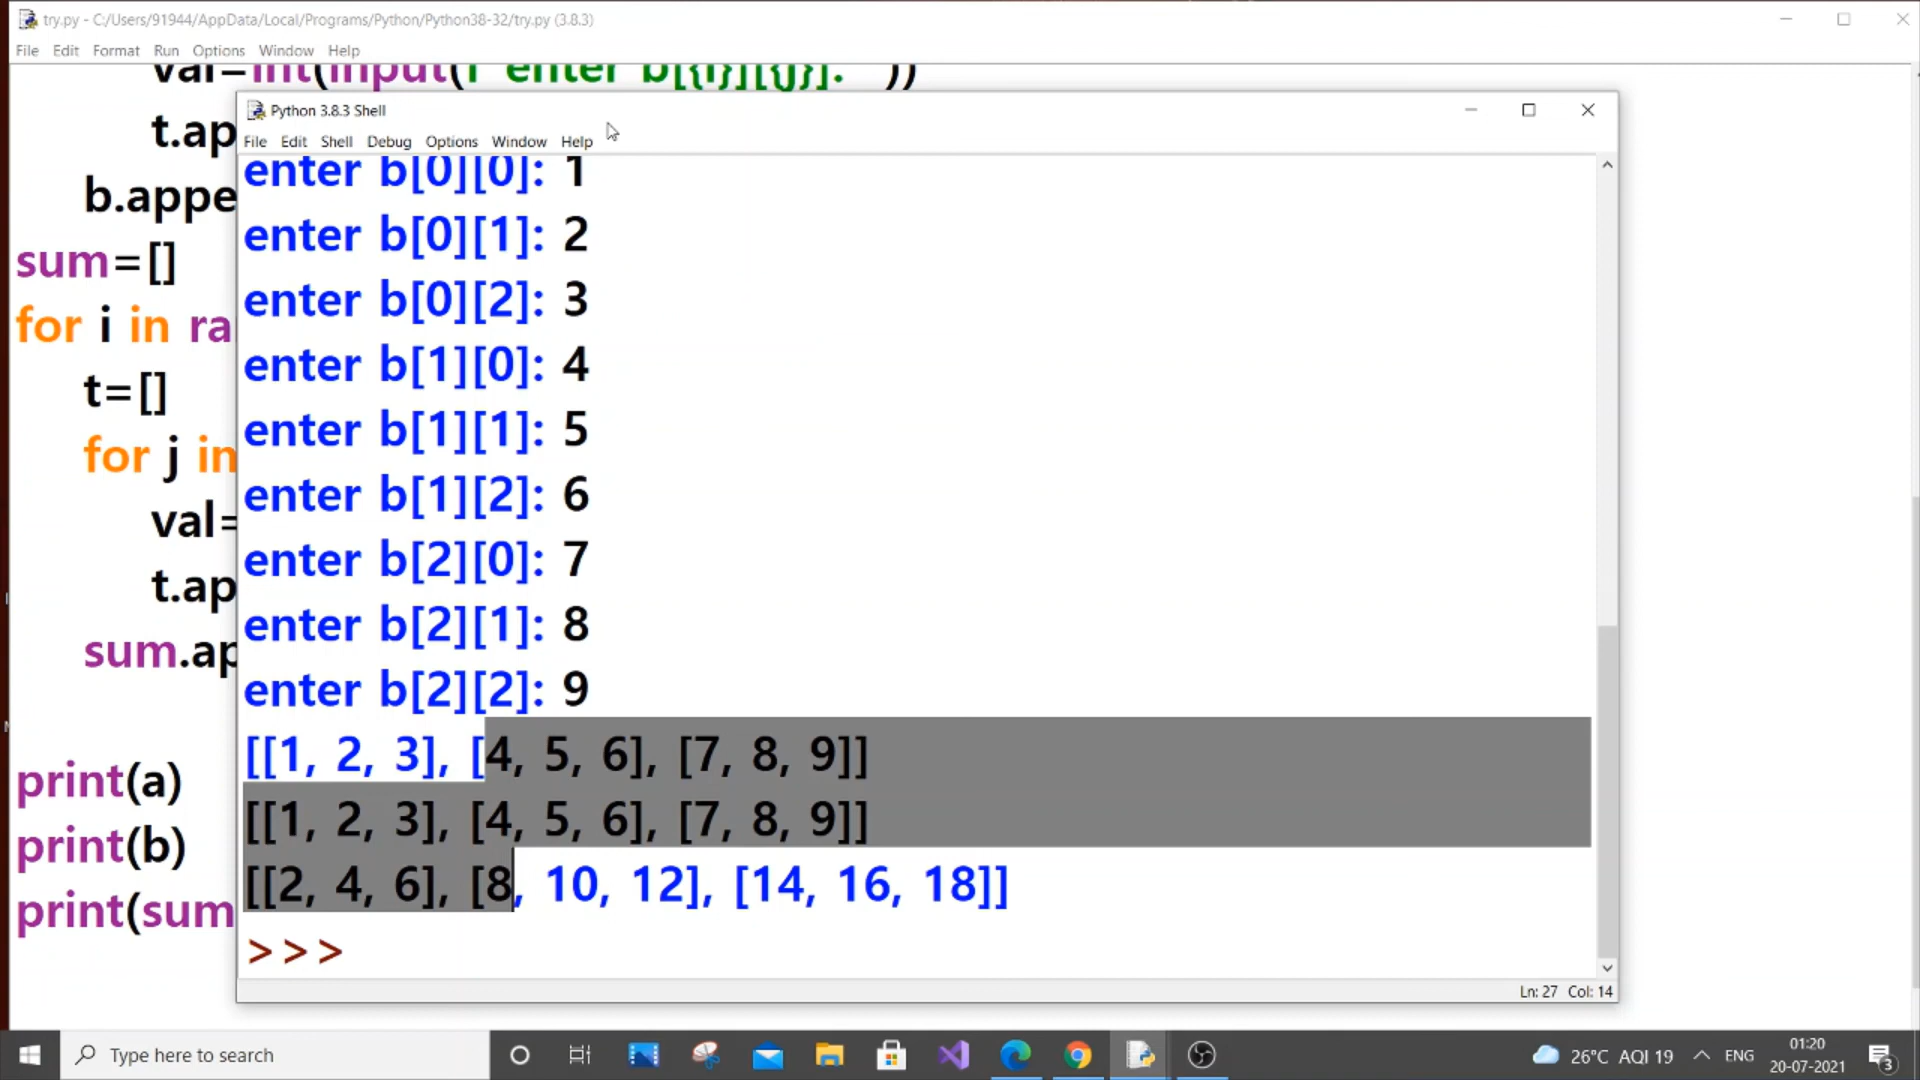 try.py - C:/Users/91944/AppData/Local/Programs/Python/Python38-32/try.py (3.8.3)
File Edit Format Run Options Window Help
val=int(input(f"enter b[{i}][{j}]: "))
t.ap
b.appe
sum=[]
for i in ra
t=[]
for j in
val=
t.ap
sum.ap
print(a)
print(b)
print(sum
Python 3.8.3 Shell
File Edit Shell Debug Options Window Help
enter b[0][0]: 1
enter b[0][1]: 2
enter b[0][2]: 3
enter b[1][0]: 4
enter b[1][1]: 5
enter b[1][2]: 6
enter b[2][0]: 7
enter b[2][1]: 8
enter b[2][2]: 9
[[1, 2, 3], [4, 5, 6], [7, 8, 9]]
[[1, 2, 3], [4, 5, 6], [7, 8, 9]]
[[2, 4, 6], [8, 10, 12], [14, 16, 18]]
>>>
Ln: 27 Col: 14
Type here to search
26°C AQI 19
ENG
01:20
20-07-2021
3